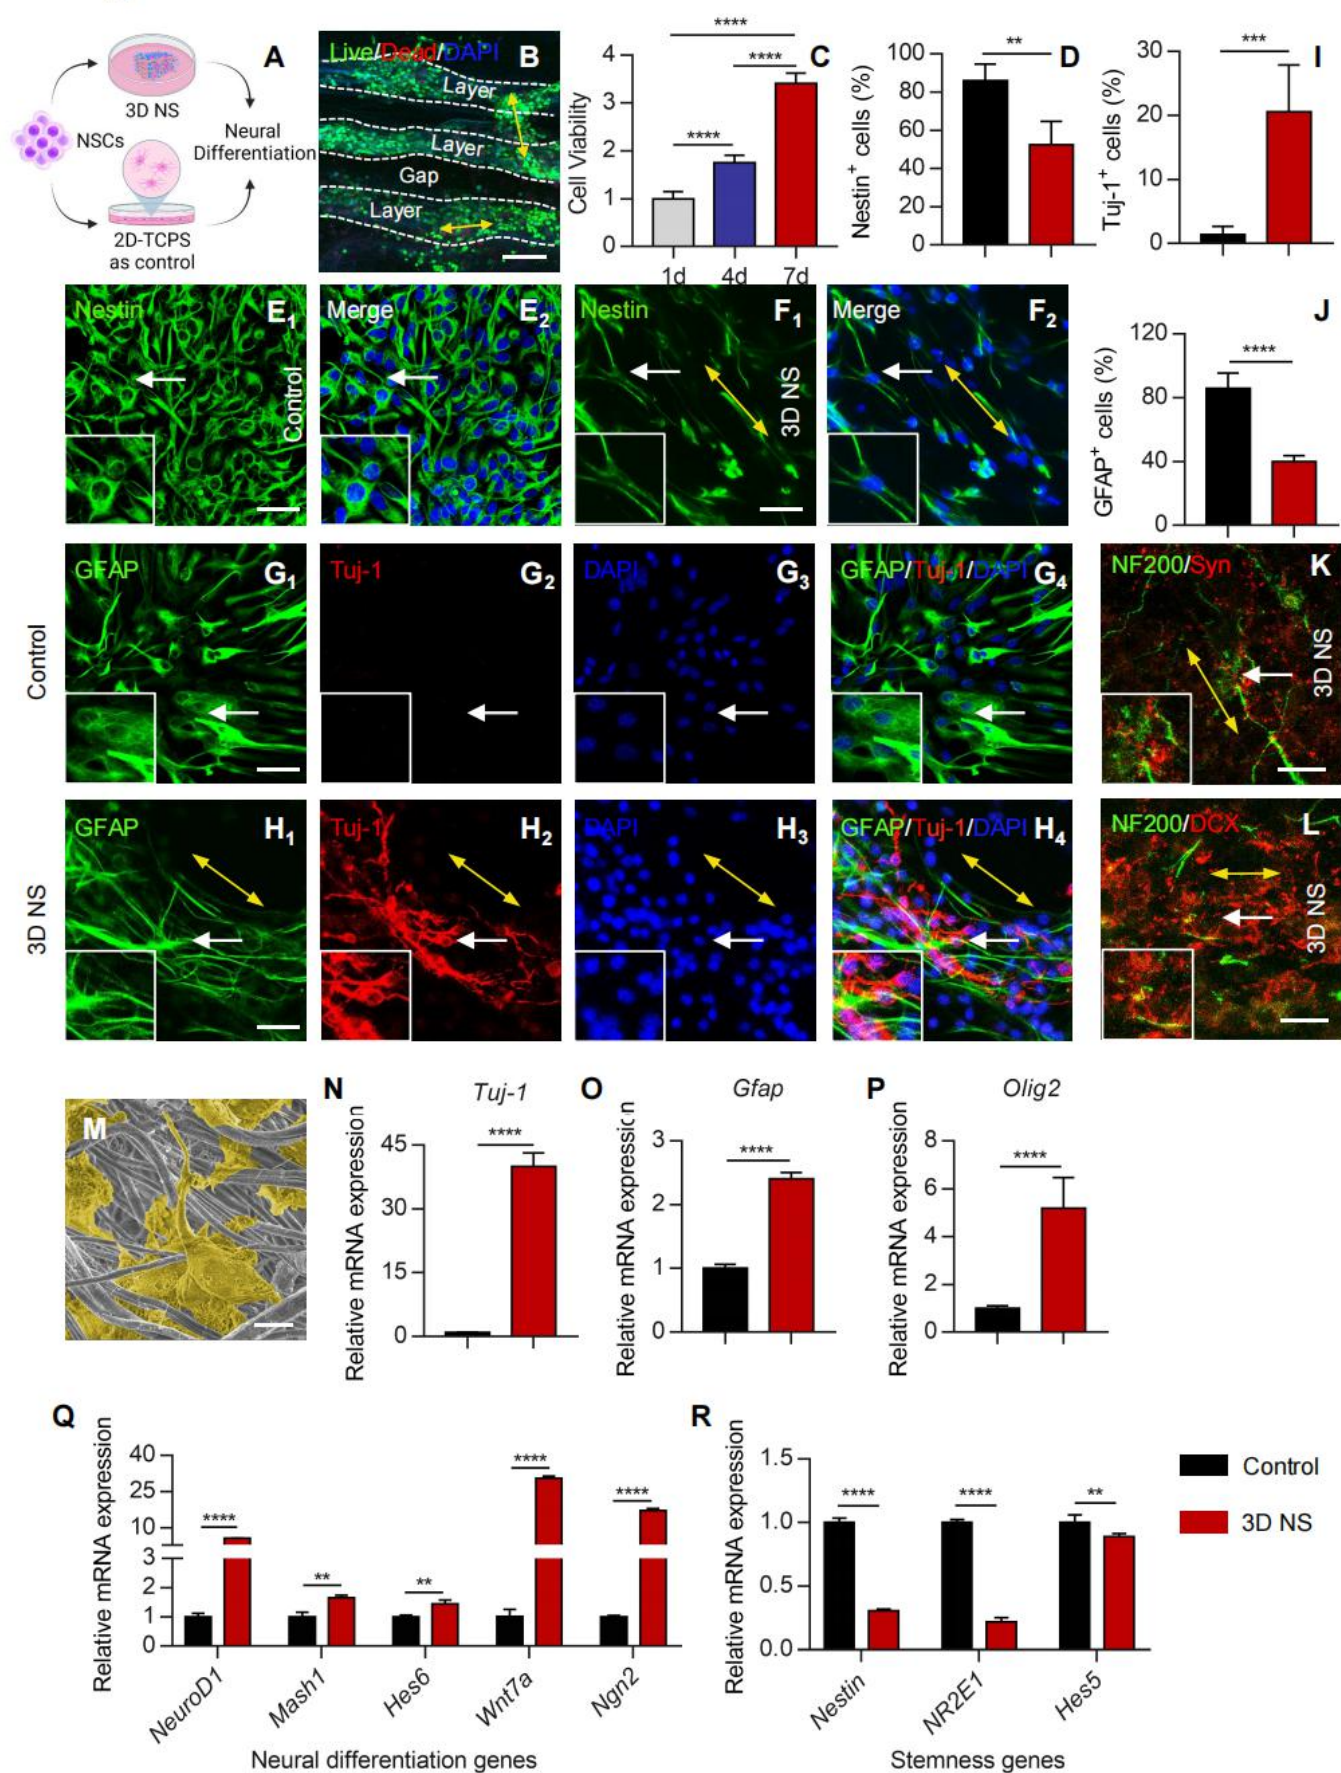 A
3D NS
NSCs
Neural
Differentiation
2D-TCPS
as control
Live/Dead/DAPI
B
Layer
Layer
Gap
Layer
C
Cell Viability
4
3
2
1
0
****
****
****
1d
4d
7d
D
Nestin+ cells (%)
100
80
60
40
20
0
**
I
Tuj-1+ cells (%)
30
20
10
0
***
Nestin
E1
Control
Merge
E2
Nestin
F1
3D NS
Merge
F2
J
GFAP+ cells (%)
120
80
40
0
****
Control
GFAP
G1
Tuj-1
G2
DAPI
G3
GFAP/Tuj-1/DAPI
G4
NF200/Syn
K
3D NS
3D NS
GFAP
H1
Tuj-1
H2
DAPI
H3
GFAP/Tuj-1/DAPI
H4
NF200/DCX
L
3D NS
M
N
Tuj-1
Relative mRNA expression
45
30
15
0
****
O
Gfap
Relative mRNA expression
3
2
1
0
****
P
Olig2
Relative mRNA expression
8
6
4
2
0
****
Q
Relative mRNA expression
40
25
10
3
2
1
0
****
**
**
****
****
NeuroD1
Mash1
Hes6
Wnt7a
Ngn2
Neural differentiation genes
R
Relative mRNA expression
1.5
1.0
0.5
0.0
****
****
**
Nestin
NR2E1
Hes5
Stemness genes
Control
3D NS